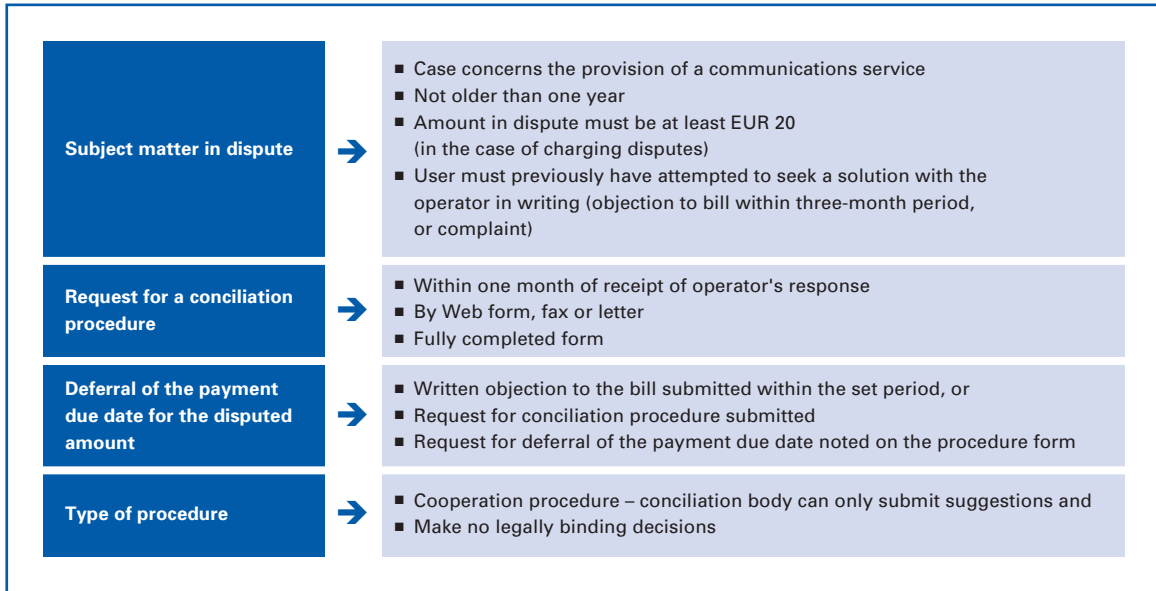 Subject matter in dispute
■ Case concerns the provision of a communications service
■ Not older than one year
■ Amount in dispute must be at least EUR 20
(in the case of charging disputes)
■ User must previously have attempted to seek a solution with the
operator in writing (objection to bill within three-month period,
or complaint)
Request for a conciliation
procedure
■ Within one month of receipt of operator's response
■ By Web form, fax or letter
■ Fully completed form
Deferral of the payment
due date for the disputed
amount
■ Written objection to the bill submitted within the set period, or
■ Request for conciliation procedure submitted
■ Request for deferral of the payment due date noted on the procedure form
Type of procedure
■ Cooperation procedure – conciliation body can only submit suggestions and
■ Make no legally binding decisions